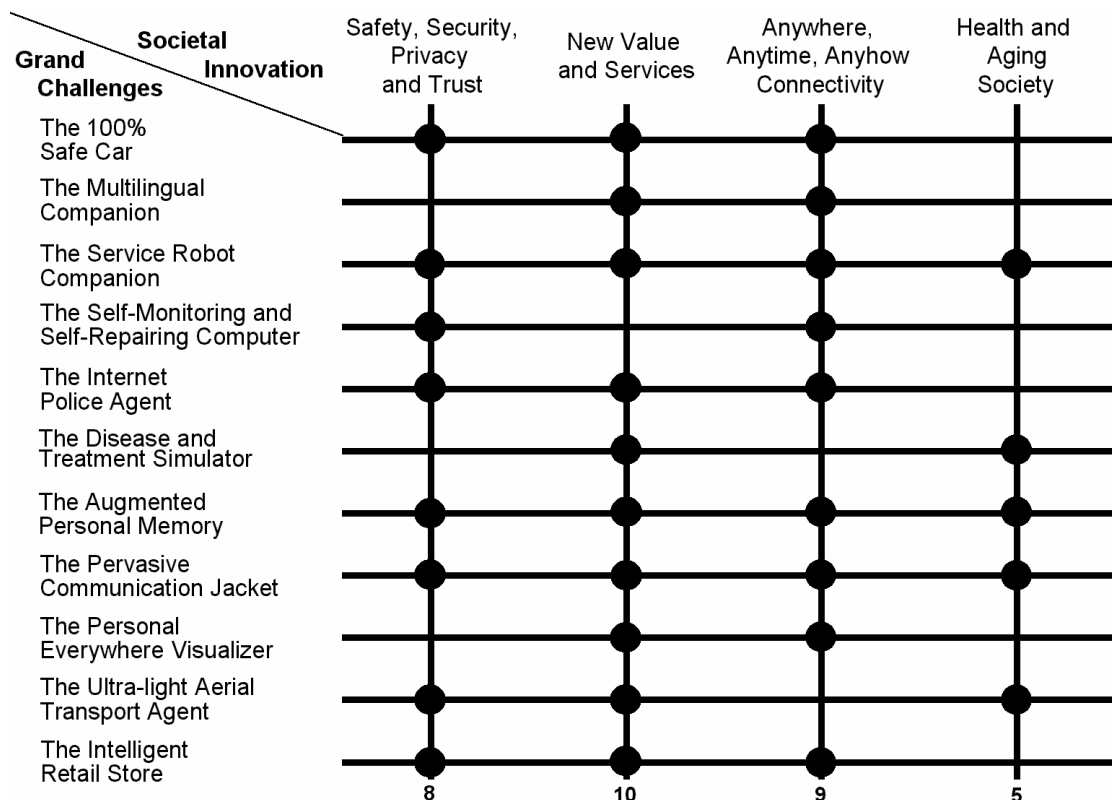 Societal
Innovation
Grand
Challenges
Safety, Security,
Privacy
and Trust
New Value
and Services
Anywhere,
Anytime, Anyhow
Connectivity
Health and
Aging
Society
The 100%
Safe Car
The Multilingual
Companion
The Service Robot
Companion
The Self-Monitoring and
Self-Repairing Computer
The Internet
Police Agent
The Disease and
Treatment Simulator
The Augmented
Personal Memory
The Pervasive
Communication Jacket
The Personal
Everywhere Visualizer
The Ultra-light Aerial
Transport Agent
The Intelligent
Retail Store
8 10 9 5